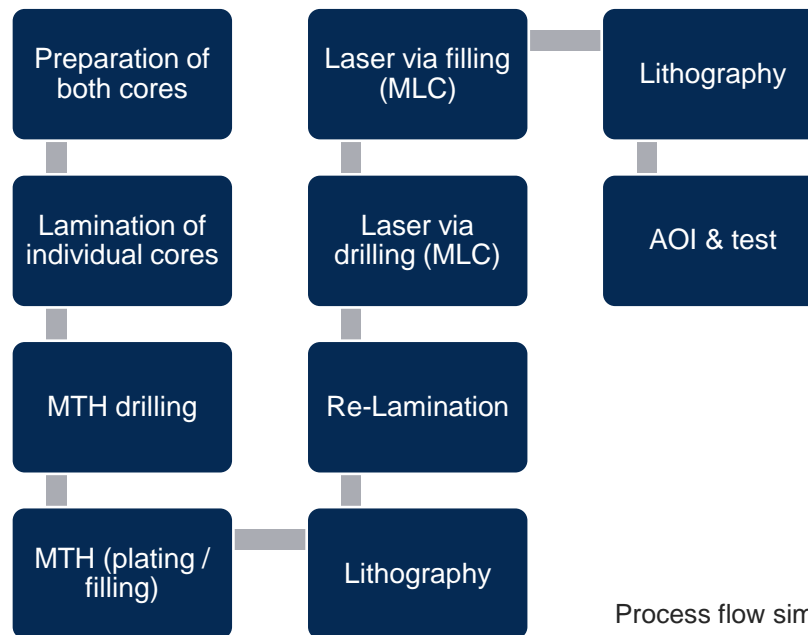 Preparation of
both cores
Lamination of
individual cores
MTH drilling
MTH (plating /
filling)
Lithography
Re-Lamination
Laser via
drilling (MLC)
Laser via filling
(MLC)
Lithography
AOI & test
Process flow